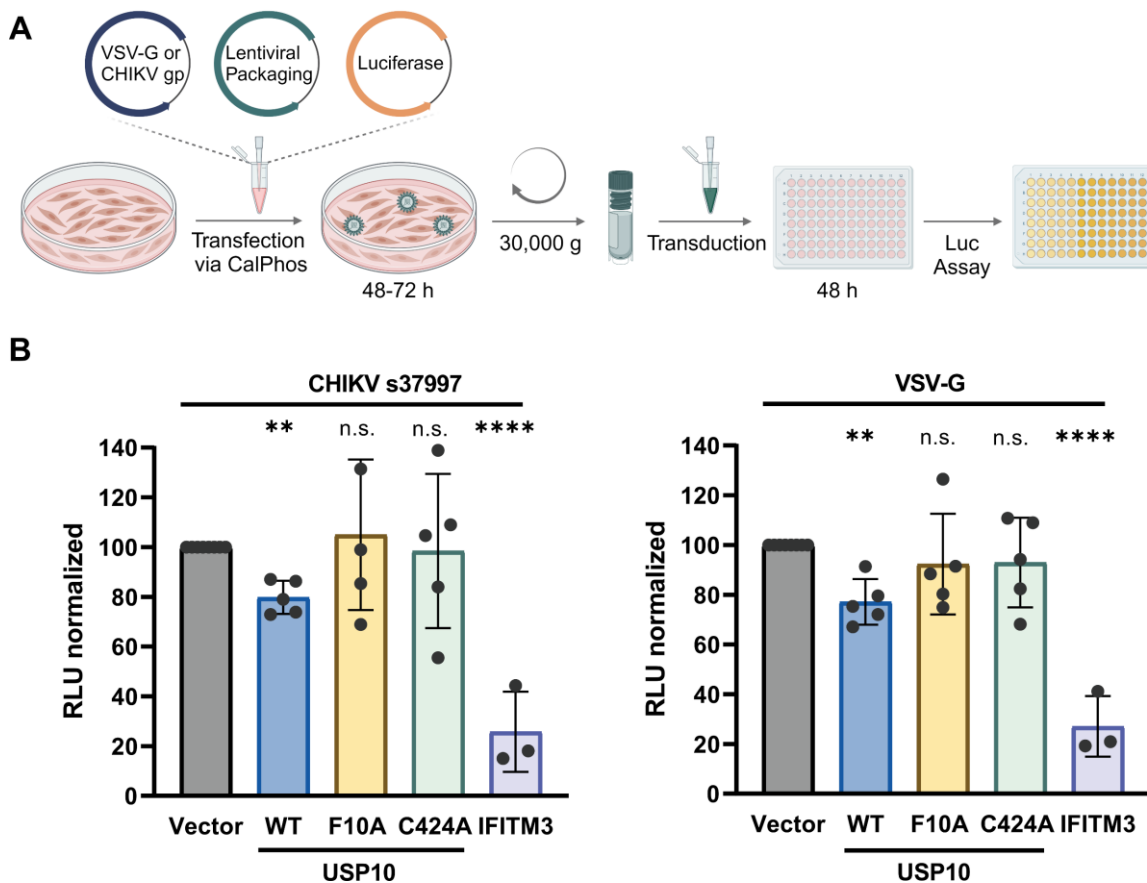 A
VSV-G or
CHIKV gp
Lentiviral
Packaging
Luciferase
Transfection
via CalPhos
48-72 h
30,000 g
Transduction
48 h
Luc
Assay
B
CHIKV s37997
** n.s. n.s. ****
RLU normalized
140
120
100
80
60
40
20
0
Vector WT F10A C424A IFITM3
USP10
VSV-G
** n.s. n.s. ****
RLU normalized
140
120
100
80
60
40
20
0
Vector WT F10A C424A IFITM3
USP10